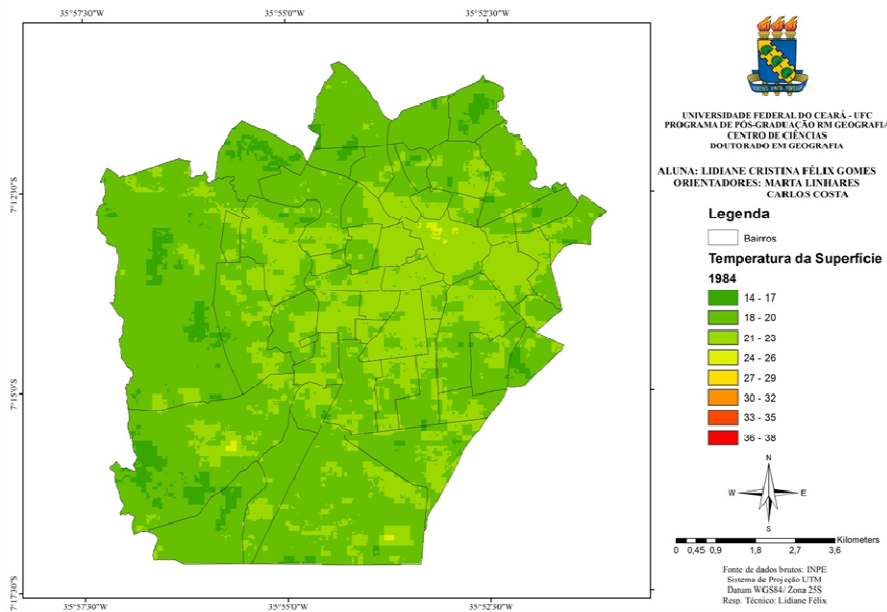 35°57'30"W 35°55'0"W 35°52'30"W
7°12'30"S
7°15'0"S
7°17'30"S
35°57'30"W 35°55'0"W 35°52'30"W
UNIVERSIDADE FEDERAL DO CEARÁ - UFC
PROGRAMA DE PÓS-GRADUAÇÃO RM GEOGRAFIA
CENTRO DE CIÊNCIAS
DOUTORADO EM GEOGRAFIA
ALUNA: LIDIANE CRISTINA FÉLIX GOMES
ORIENTADORES: MARTA LINHARES
CARLOS COSTA
Legenda
Bairros
Temperatura da Superfície
1984
14 - 17
18 - 20
21 - 23
24 - 26
27 - 29
30 - 32
33 - 35
36 - 38
N
W E
S
Kilometers
0 0,45 0,9 1,8 2,7 3,6
Fonte de dados brutos: INPE
Sistema de Projeção UTM
Datum WGS84/ Zona 25S
Resp. Técnico: Lidiane Félix